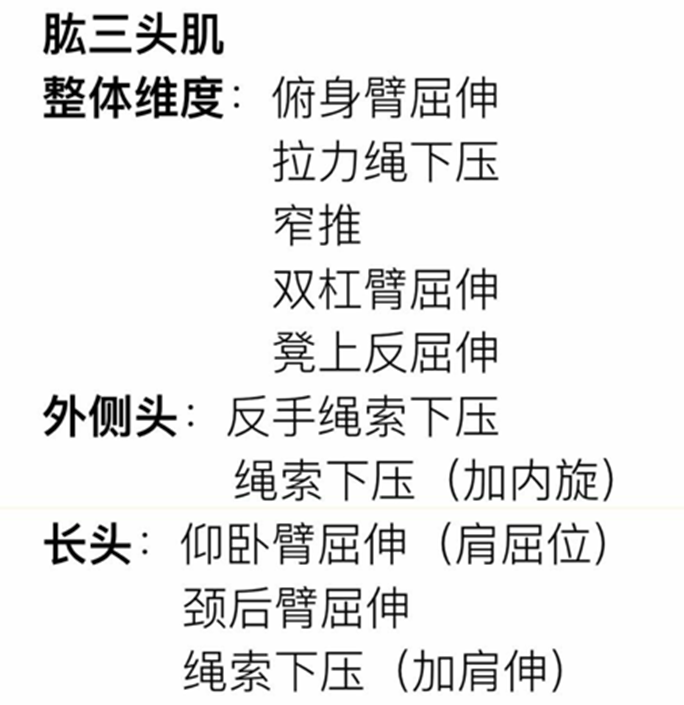 肱三头肌
整体维度：俯身臂屈伸
拉力绳下压
窄推
双杠臂屈伸
凳上反屈伸
外侧头：反手绳索下压
绳索下压（加内旋）
长头：仰卧臂屈伸（肩屈位）
颈后臂屈伸
绳索下压（加肩伸）